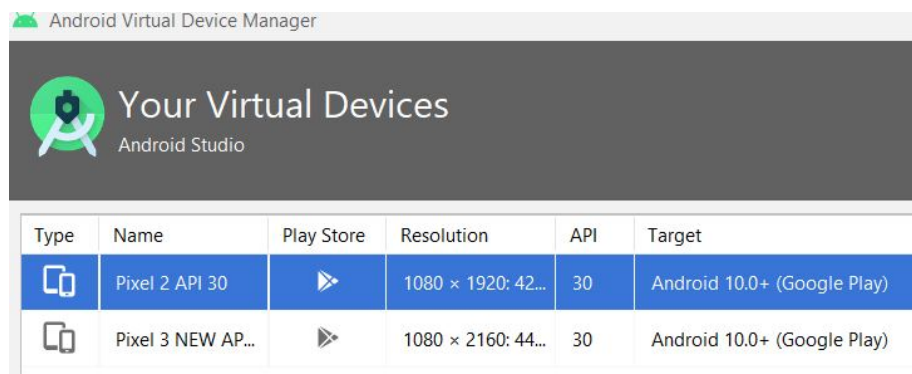 Android Virtual Device Manager
Your Virtual Devices
Android Studio
Type Name Play Store Resolution API Target
Pixel 2 API 30 1080 × 1920: 42... 30 Android 10.0+ (Google Play)
Pixel 3 NEW AP... 1080 × 2160: 44... 30 Android 10.0+ (Google Play)